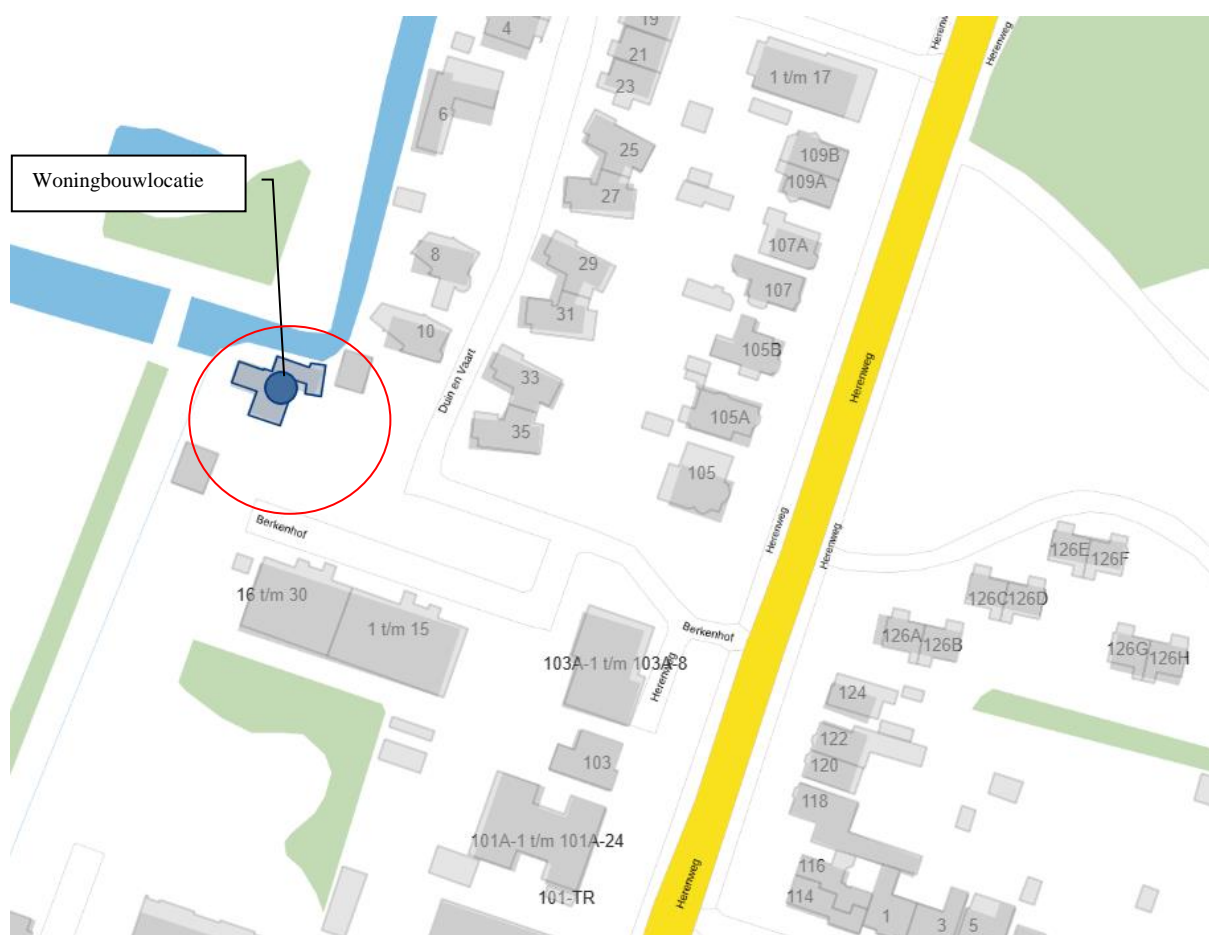 Herenweg
Herenweg
19
4
21
23
1 t/m 17
6
25
109B
109A
27
Woningbouwlocatie
107A
8
29
107
31
10
105B
Duin en Vaart
Herenweg
33
105A
35
105
Berkenhof
Herenweg
Herenweg
126E
126F
126C
126D
16 t/m 30
1 t/m 15
Berkenhof
126A
126B
126G
126H
103A-1 t/m 103A-8
Herenweg
124
122
103
120
118
101A-1 t/m 101A-24
116
Herenweg
101-TR
114
1
3
5